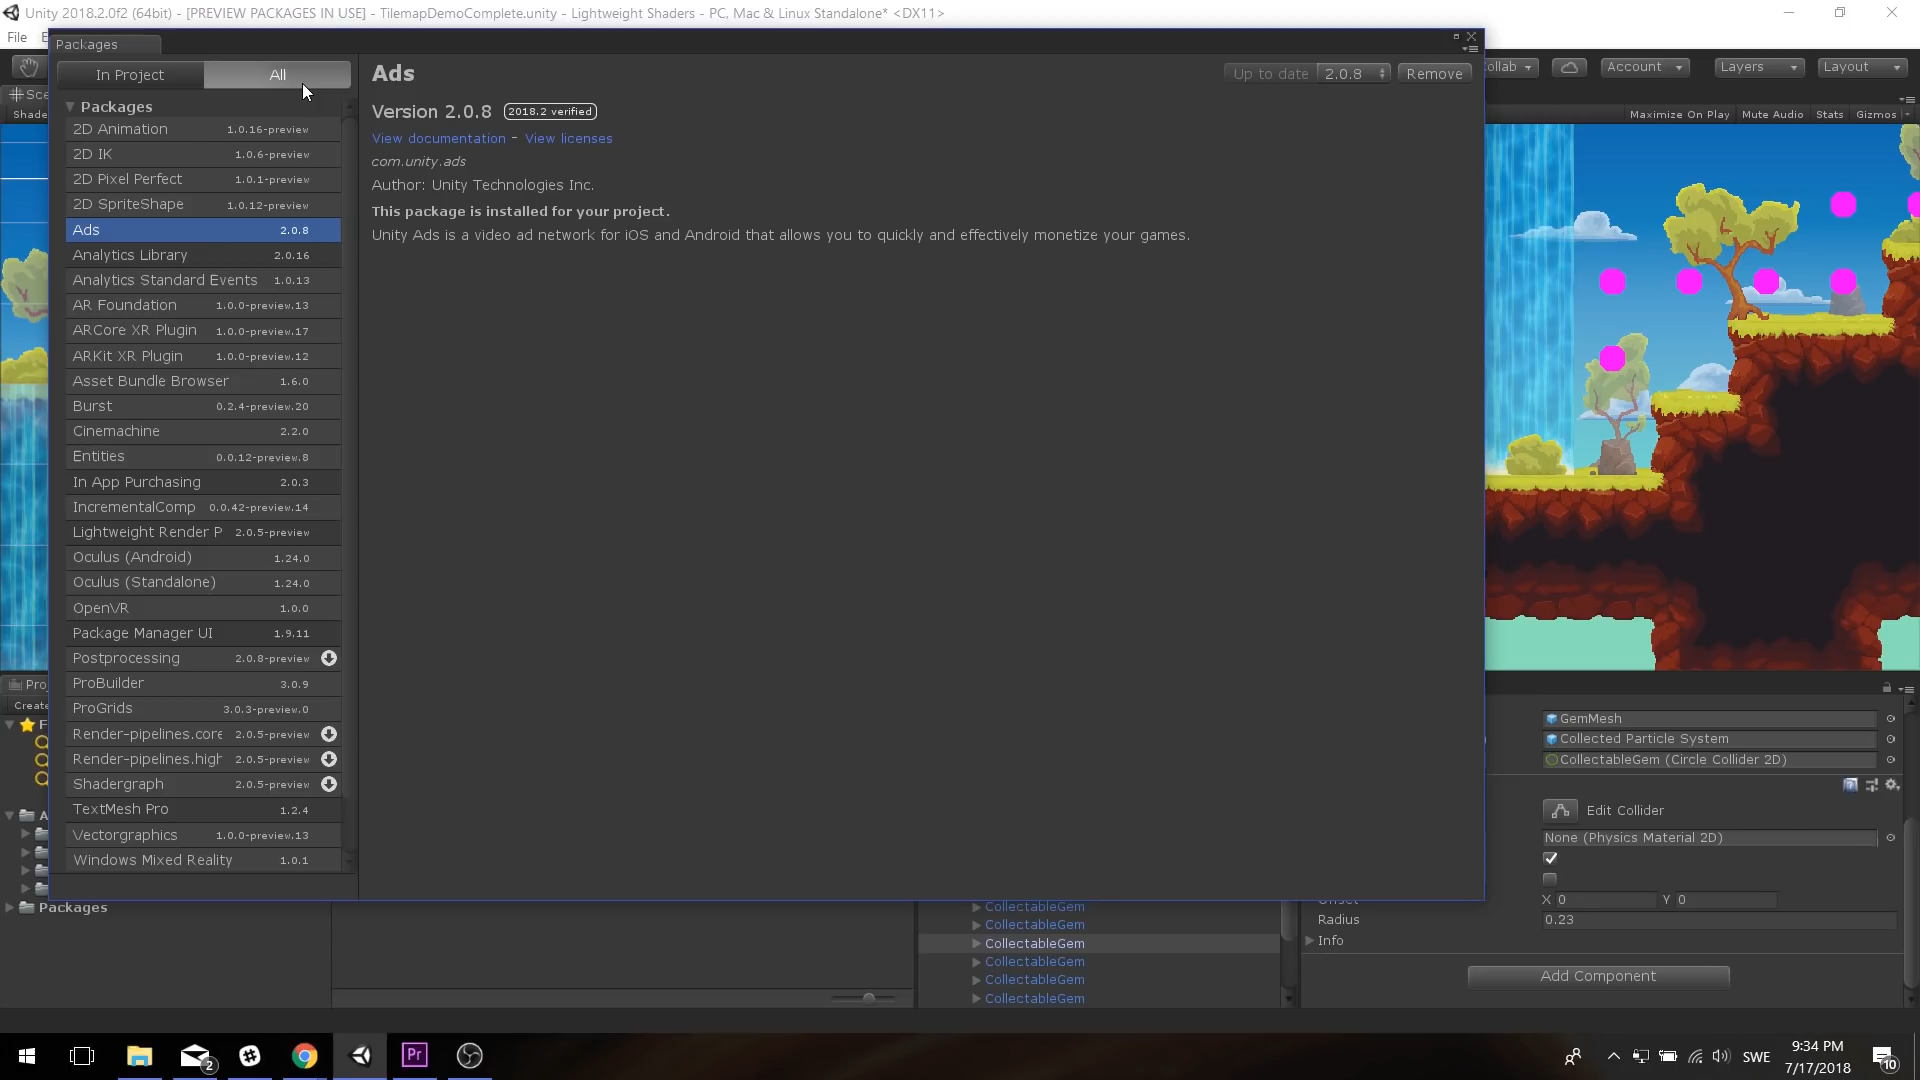 Unity 2018.2.0f2 (64bit) - [PREVIEW PACKAGES IN USE] - TilemapDemoComplete.unity - Lightweight Shaders - PC, Mac & Linux Standalone* <DX11>
File
Packages
In Project
All
Packages
2D Animation 1.0.16-preview
2D IK 1.0.6-preview
2D Pixel Perfect 1.0.1-preview
2D SpriteShape 1.0.12-preview
Ads 2.0.8
Analytics Library 2.0.16
Analytics Standard Events 1.0.13
AR Foundation 1.0.0-preview.13
ARCore XR Plugin 1.0.0-preview.17
ARKit XR Plugin 1.0.0-preview.12
Asset Bundle Browser 1.6.0
Burst 0.2.4-preview.20
Cinemachine 2.2.0
Entities 0.0.12-preview.8
In App Purchasing 2.0.3
IncrementalComp 0.0.42-preview.14
Lightweight Render P 2.0.5-preview
Oculus (Android) 1.24.0
Oculus (Standalone) 1.24.0
OpenVR 1.0.0
Package Manager UI 1.9.11
Postprocessing 2.0.8-preview
ProBuilder 3.0.9
ProGrids 3.0.3-preview.0
Render-pipelines.core 2.0.5-preview
Render-pipelines.high 2.0.5-preview
Shadergraph 2.0.5-preview
TextMesh Pro 1.2.4
Vectorgraphics 1.0.0-preview.13
Windows Mixed Reality 1.0.1
Ads
Up to date 2.0.8 Remove
Version 2.0.8 2018.2 verified
View documentation - View licenses
com.unity.ads
Author: Unity Technologies Inc.
This package is installed for your project.
Unity Ads is a video ad network for iOS and Android that allows you to quickly and effectively monetize your games.
ollab Account Layers Layout
Sce
Shade
Maximize On Play Mute Audio Stats Gizmos
Proj
Create
F
A
Packages
CollectableGem
CollectableGem
CollectableGem
CollectableGem
CollectableGem
CollectableGem
GemMesh
Collected Particle System
CollectableGem (Circle Collider 2D)
Edit Collider
None (Physics Material 2D)
Offset X 0 Y 0
Radius 0.23
Info
Add Component
2
Pr
SWE
9:34 PM
7/17/2018
10